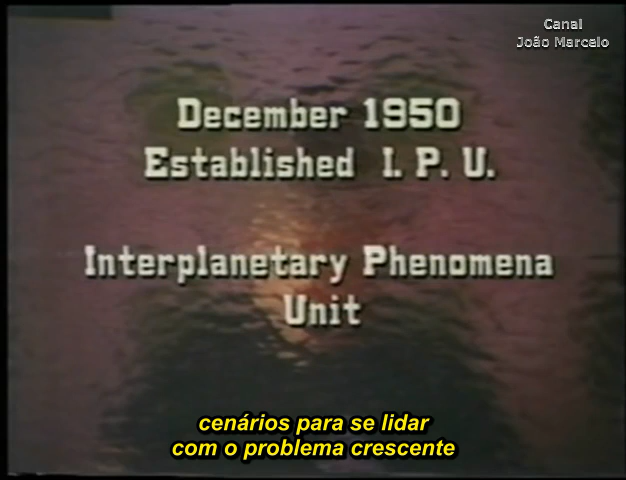 Canal
João Marcelo
December 1950
Established I. P. U.
Interplanetary Phenomena
Unit
cenários para se lidar
com o problema crescente